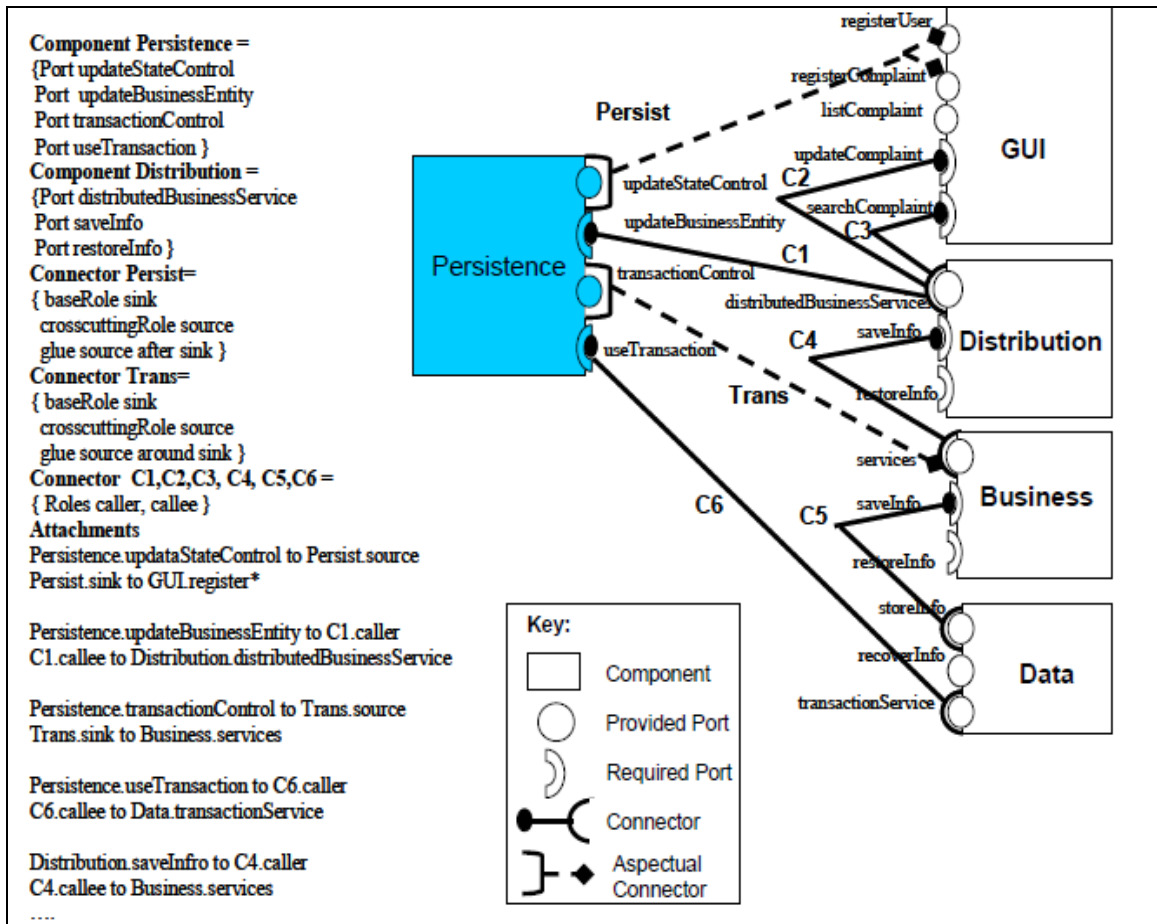 Component Persistence =
{Port updateStateControl
Port updateBusinessEntity
Port transactionControl
Port useTransaction }
Component Distribution =
{Port distributedBusinessService
Port saveInfo
Port restoreInfo }
Connector Persist=
{ baseRole sink
crosscuttingRole source
glue source after sink }
Connector Trans=
{ baseRole sink
crosscuttingRole source
glue source around sink }
Connector C1,C2,C3, C4, C5,C6 =
{ Roles caller, callee }
Attachments
Persistence.updataStateControl to Persist.source
Persist.sink to GUI.register*
Persistence.updateBusinessEntity to C1.caller
C1.callee to Distribution.distributedBusinessService
Persistence.transactionControl to Trans.source
Trans.sink to Business.services
Persistence.useTransaction to C6.caller
C6.callee to Data.transactionService
Distribution.saveInfro to C4.caller
C4.callee to Business.services
....
Persistence
updateStateControl
updateBusinessEntity
transactionControl
useTransaction
Persist
Trans
C1
C2
C3
C4
C5
C6
registerUser
registerComplaint
listComplaint
updateComplaint
searchComplaint
GUI
distributedBusinessServices
saveInfo
restoreInfo
Distribution
services
saveInfo
restoreInfo
Business
storeInfo
recoverInfo
transactionService
Data
Key:
Component
Provided Port
Required Port
Connector
Aspectual
Connector